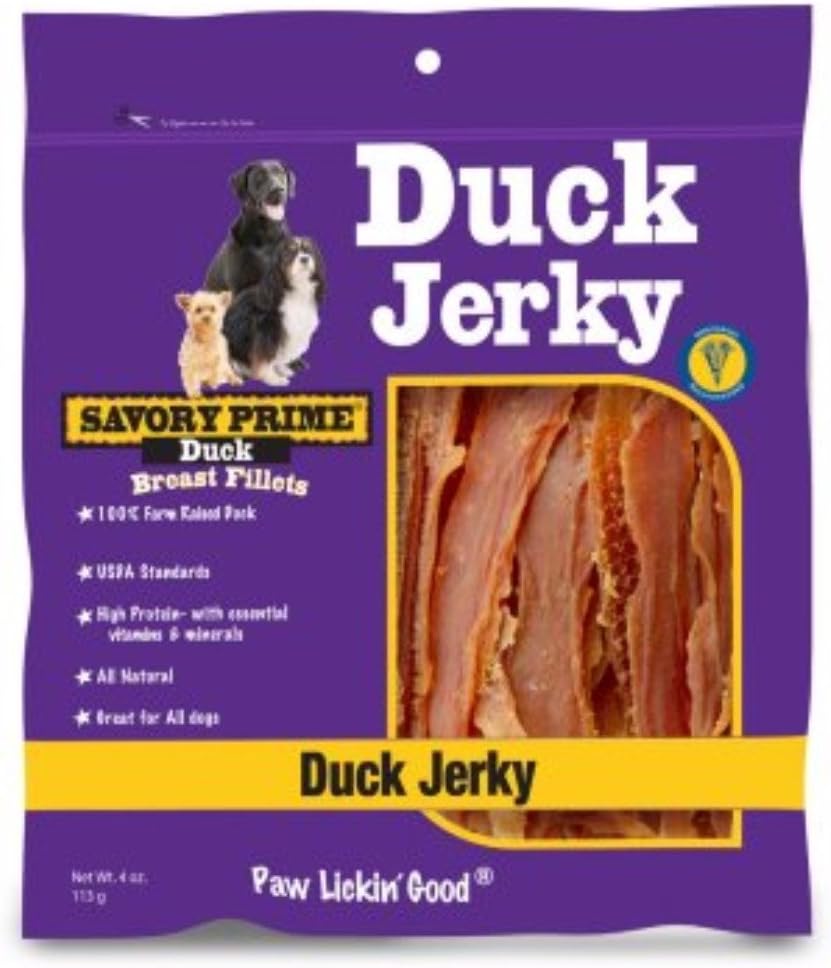 Duck
Jerky
SAVORY PRIME®
Duck
Breast Fillets
100% Farm Raised Duck
USDA Standards
High Protein- with essential
vitamins & minerals
All Natural
Great for All dogs
Duck Jerky
Net Wt. 4 oz.
113 g
Paw Lickin' Good®